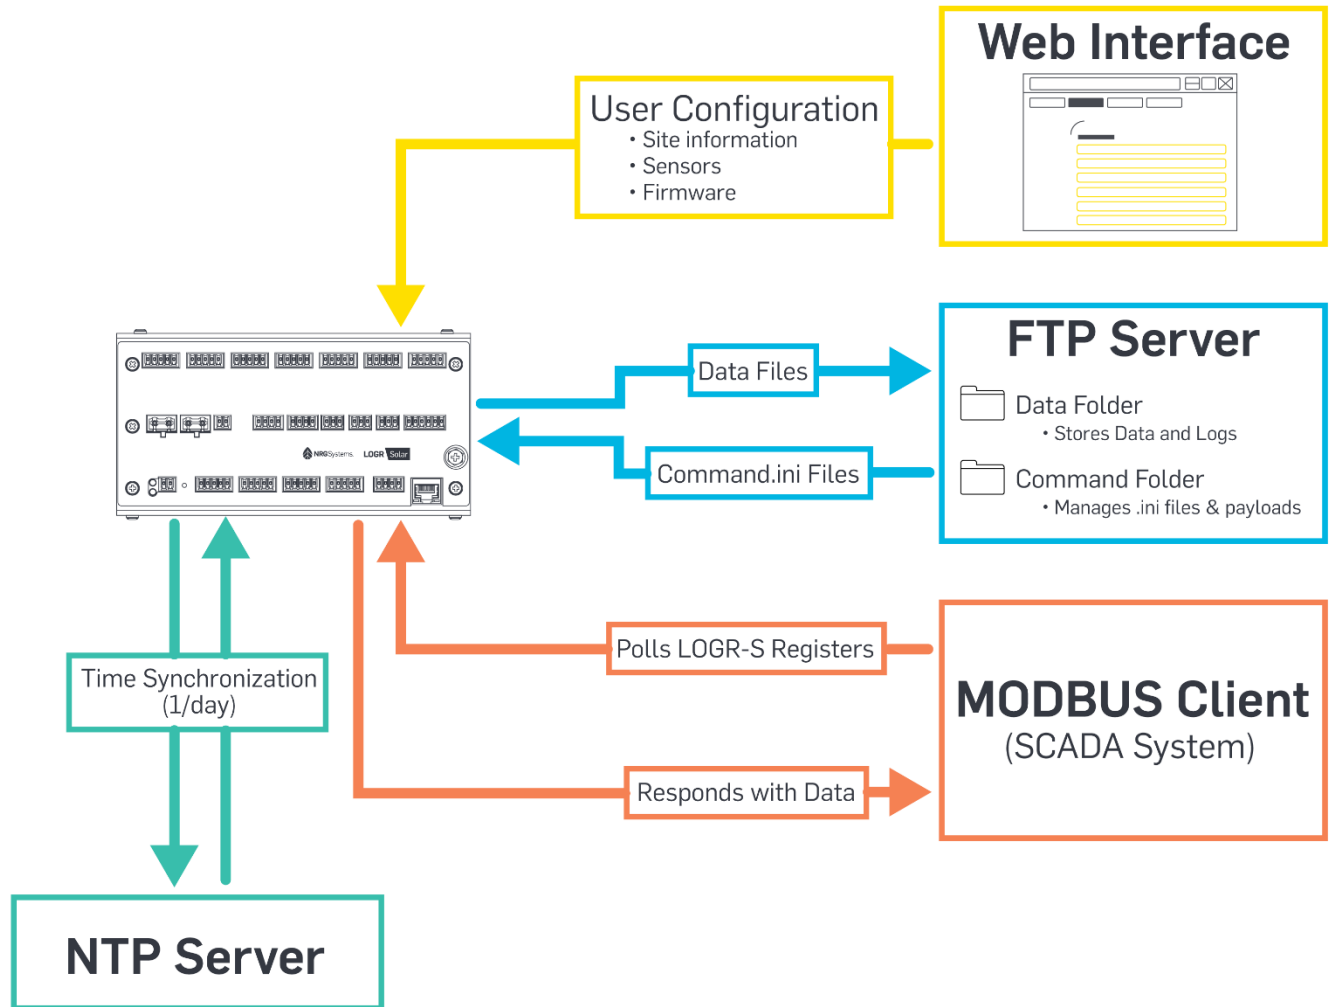 Web Interface
User Configuration
• Site information
• Sensors
• Firmware
FTP Server
Data Files
Data Folder
• Stores Data and Logs
Command.ini Files
Command Folder
• Manages .ini files & payloads
NRGSystems. LOGR Solar
Polls LOGR-S Registers
Time Synchronization
(1/day)
MODBUS Client
(SCADA System)
Responds with Data
NTP Server